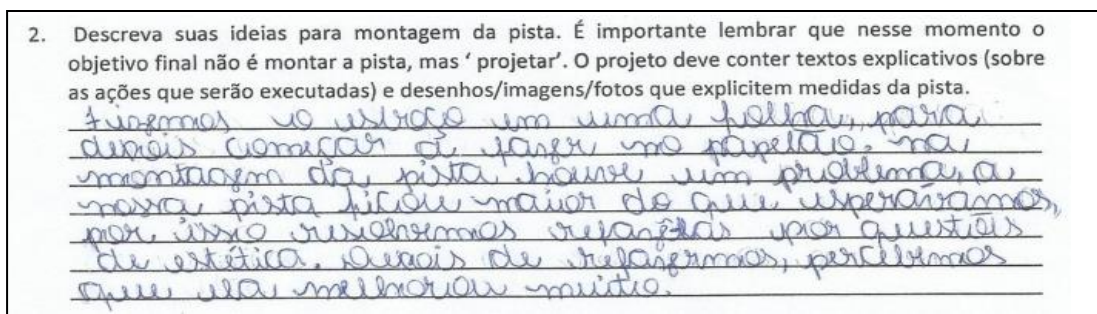 2. Descreva suas ideias para montagem da pista. É importante lembrar que nesse momento o
objetivo final não é montar a pista, mas ‘ projetar’. O projeto deve conter textos explicativos (sobre
as ações que serão executadas) e desenhos/imagens/fotos que explicitem medidas da pista.
Fizemos o esboço em uma folha, para
depois começar a fazer no papelão. na
montagem da pista houve um problema, a
nossa pista ficou maior do que esperávamos,
por isso resolvemos refazê-las por questões
de estética. Depois de refazermos, percebemos
que ela melhorou muito.